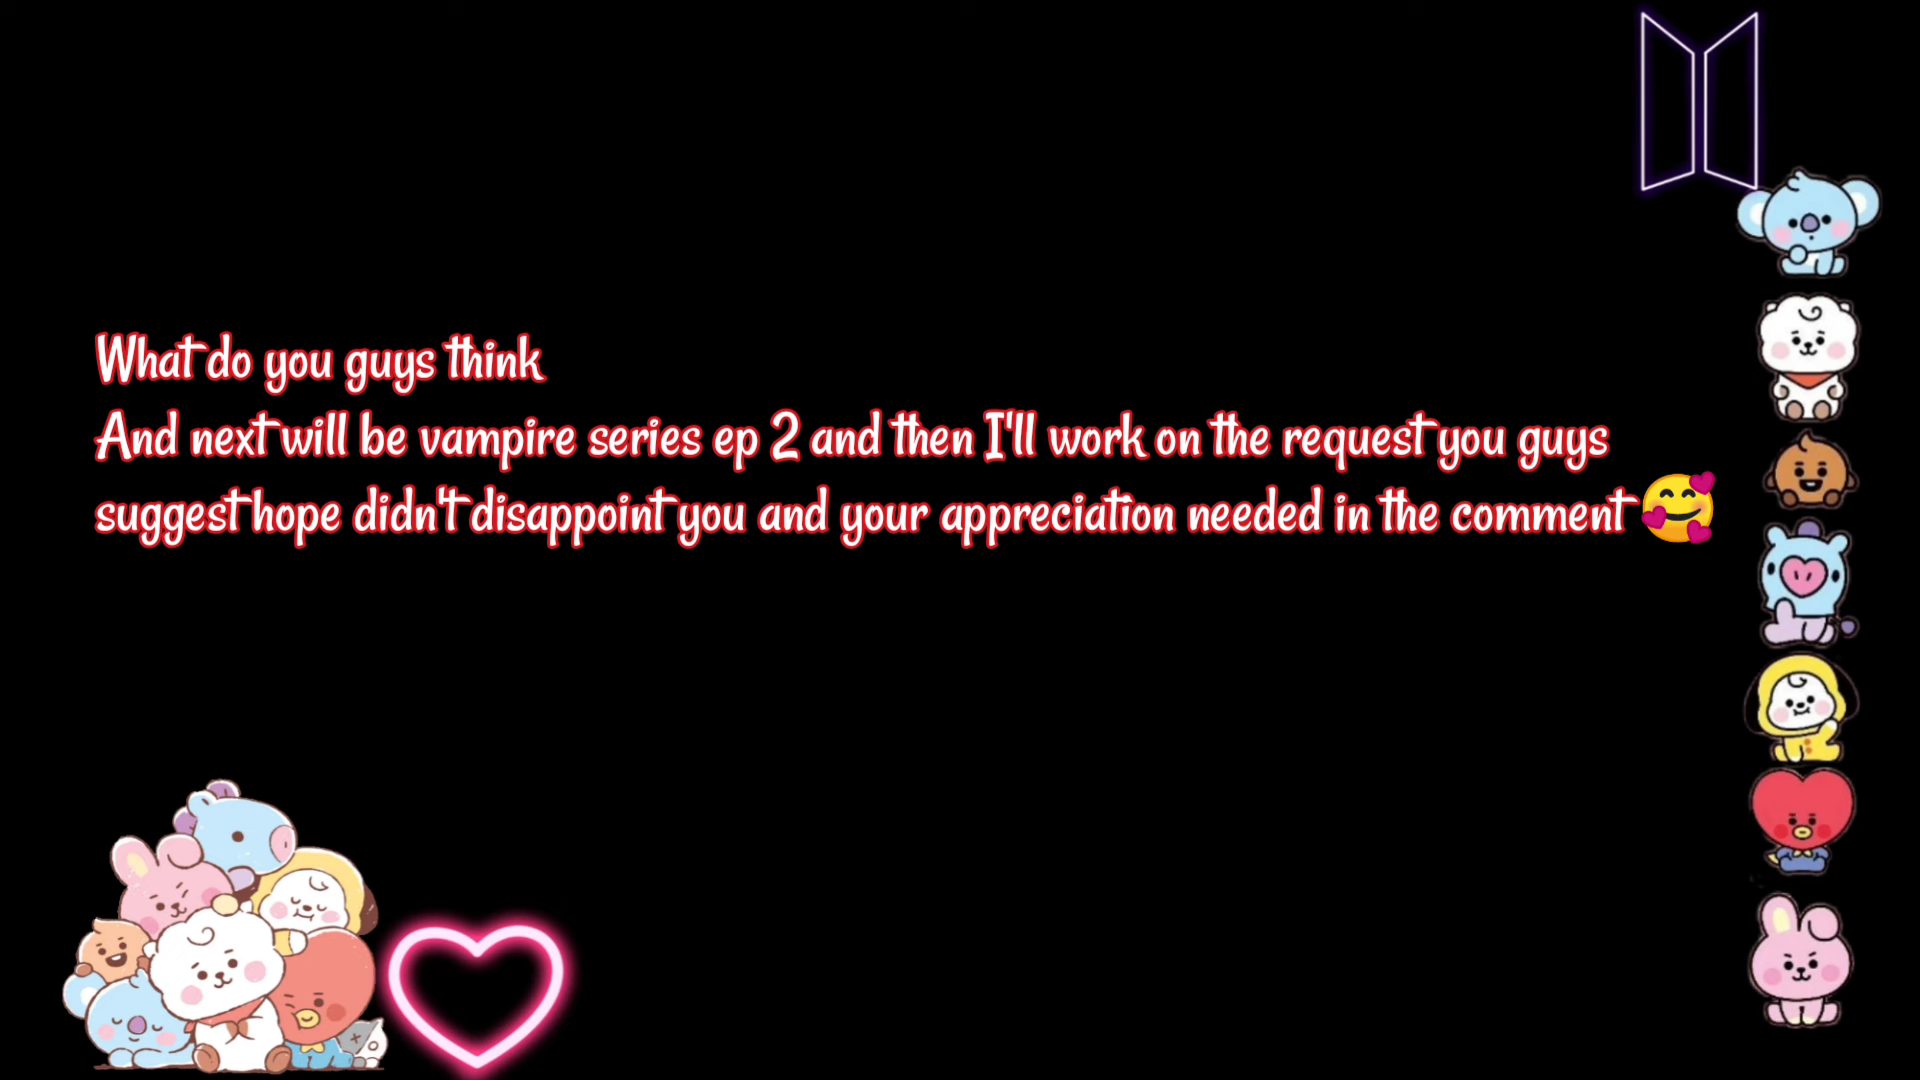 What do you guys think
And next will be vampire series ep 2 and then I'll work on the request you guys
suggest hope didn't disappoint you and your appreciation needed in the comment 🥰